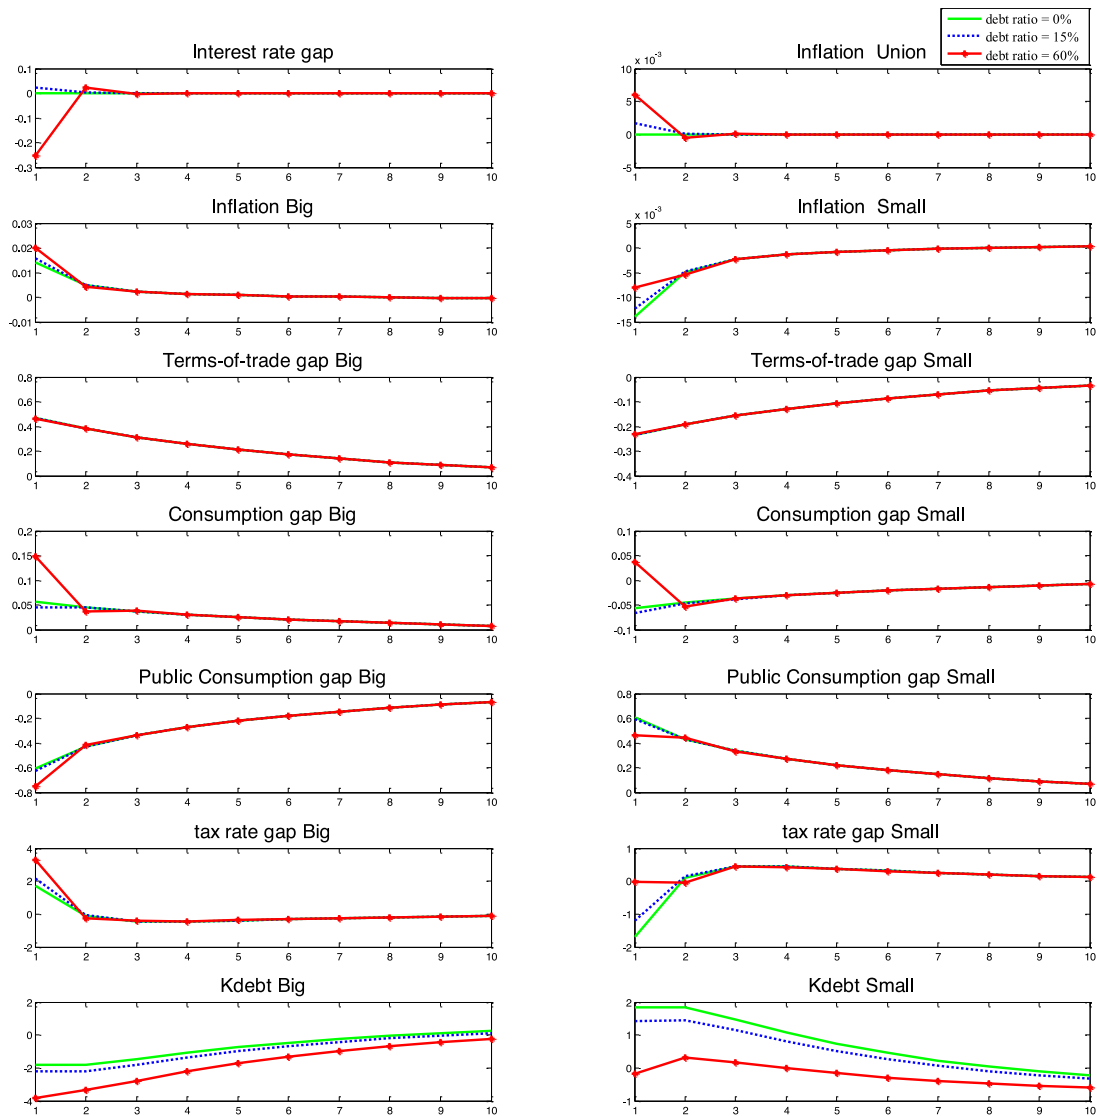 debt ratio = 0%
debt ratio = 15%
debt ratio = 60%
Interest rate gap
0.1
0
-0.1
-0.2
-0.3
1 2 3 4 5 6 7 8 9 10
Inflation Union
x 10-3
10
5
0
-5
1 2 3 4 5 6 7 8 9 10
Inflation Big
0.03
0.02
0.01
0
-0.01
1 2 3 4 5 6 7 8 9 10
Inflation Small
x 10-3
5
0
-5
-10
-15
1 2 3 4 5 6 7 8 9 10
Terms-of-trade gap Big
0.8
0.6
0.4
0.2
0
1 2 3 4 5 6 7 8 9 10
Terms-of-trade gap Small
0
-0.1
-0.2
-0.3
-0.4
1 2 3 4 5 6 7 8 9 10
Consumption gap Big
0.2
0.15
0.1
0.05
0
1 2 3 4 5 6 7 8 9 10
Consumption gap Small
0.1
0.05
0
-0.05
-0.1
1 2 3 4 5 6 7 8 9 10
Public Consumption gap Big
0
-0.2
-0.4
-0.6
-0.8
1 2 3 4 5 6 7 8 9 10
Public Consumption gap Small
0.8
0.6
0.4
0.2
0
1 2 3 4 5 6 7 8 9 10
tax rate gap Big
4
2
0
-2
1 2 3 4 5 6 7 8 9 10
tax rate gap Small
1
0
-1
-2
1 2 3 4 5 6 7 8 9 10
Kdebt Big
2
0
-2
-4
1 2 3 4 5 6 7 8 9 10
Kdebt Small
2
1
0
-1
1 2 3 4 5 6 7 8 9 10